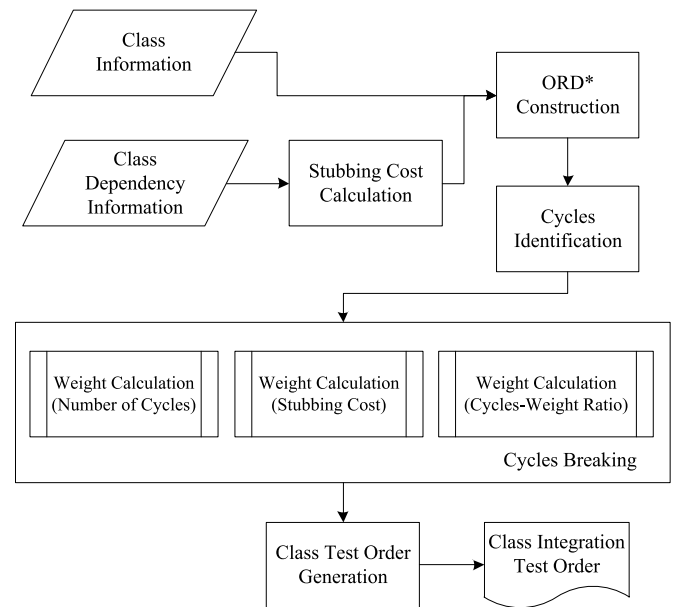 Class
Information
ORD*
Construction
Class
Dependency
Information
Stubbing Cost
Calculation
Cycles
Identification
Weight Calculation
(Number of Cycles)
Weight Calculation
(Stubbing Cost)
Weight Calculation
(Cycles-Weight Ratio)
Cycles Breaking
Class Test Order
Generation
Class Integration
Test Order